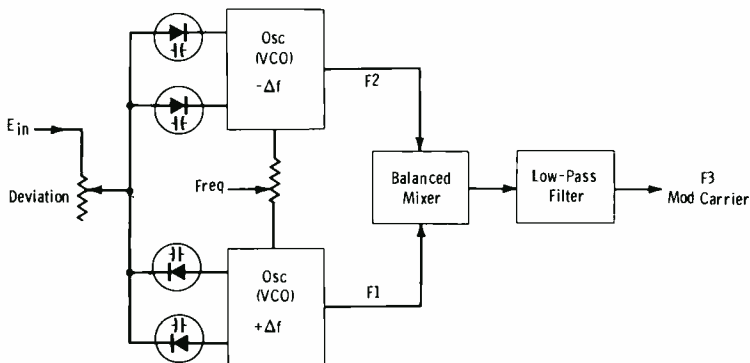 Osc
(VCO)
-Δf
F2
Ein
Deviation
Freq
Balanced
Mixer
Low-Pass
Filter
F3
Mod Carrier
Osc
(VCO)
+Δf
F1